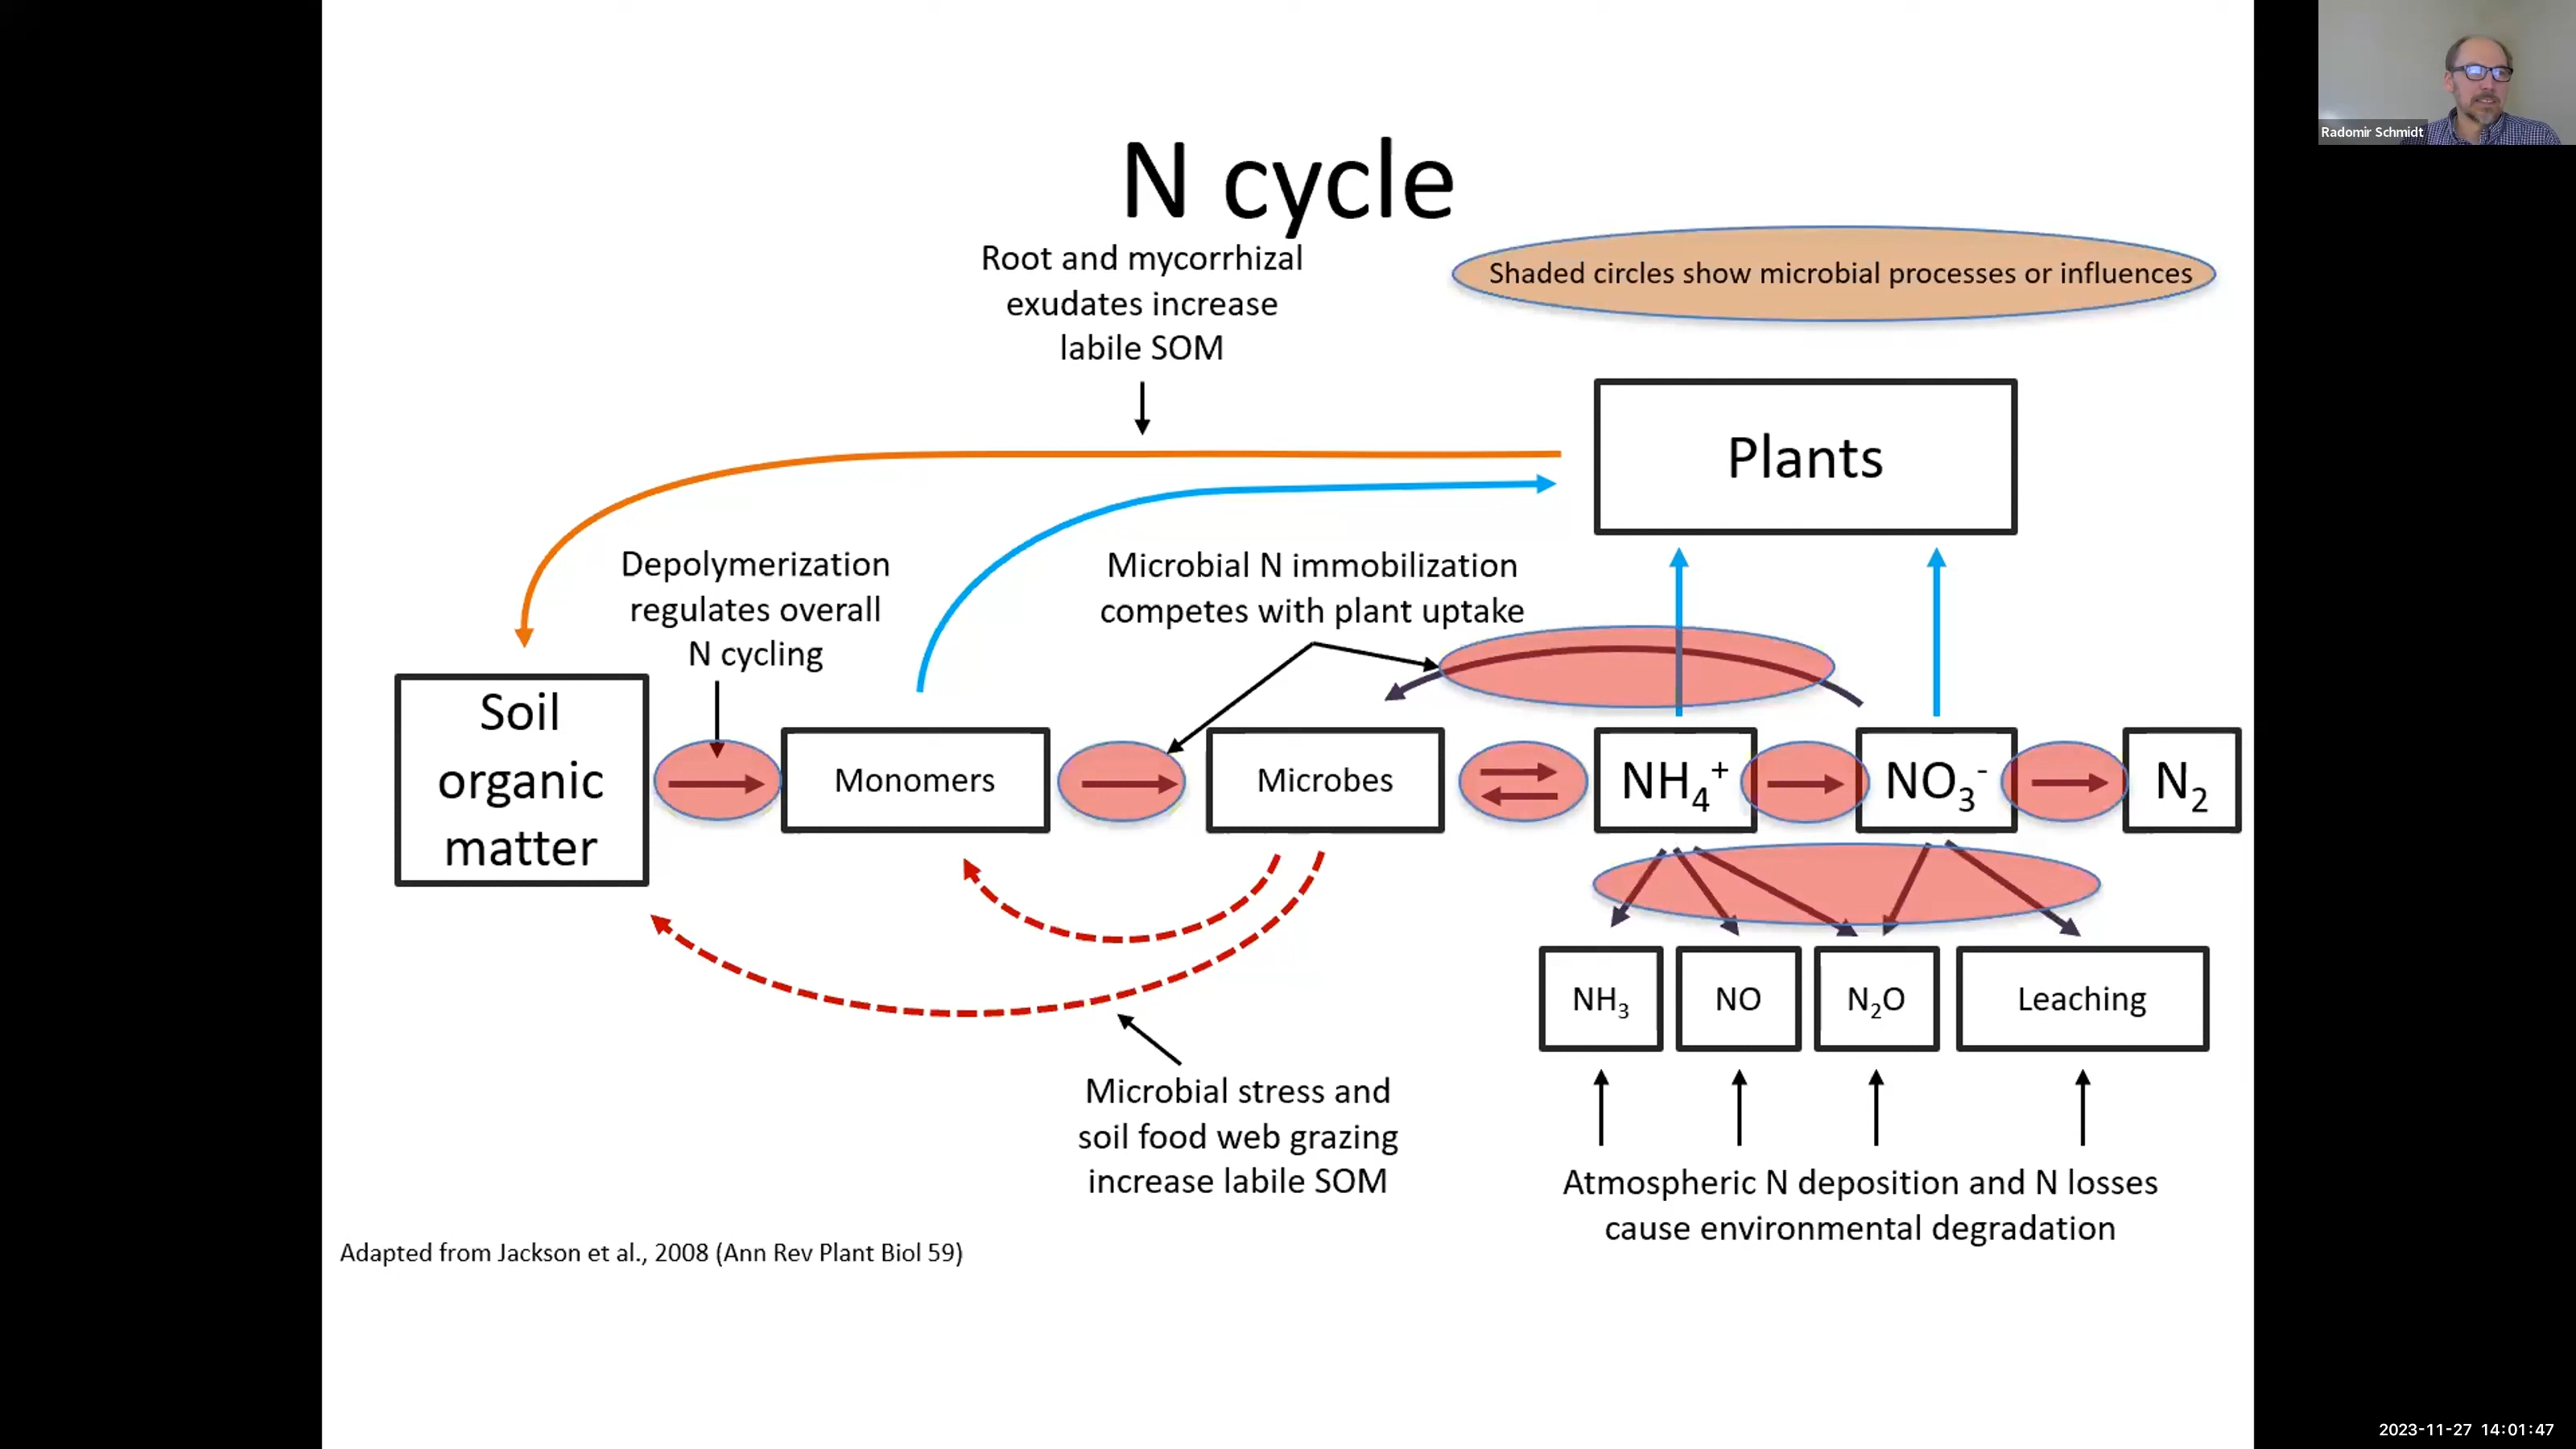 Radomir Schmidt
N cycle
Root and mycorrhizal
exudates increase
labile SOM
Shaded circles show microbial processes or influences
Plants
Depolymerization
regulates overall
N cycling
Microbial N immobilization
competes with plant uptake
Soil
organic
matter
Monomers
Microbes
NH₄⁺
NO₃⁻
N₂
NH₃
NO
N₂O
Leaching
Microbial stress and
soil food web grazing
increase labile SOM
Atmospheric N deposition and N losses
cause environmental degradation
Adapted from Jackson et al., 2008 (Ann Rev Plant Biol 59)
2023-11-27 14:01:47